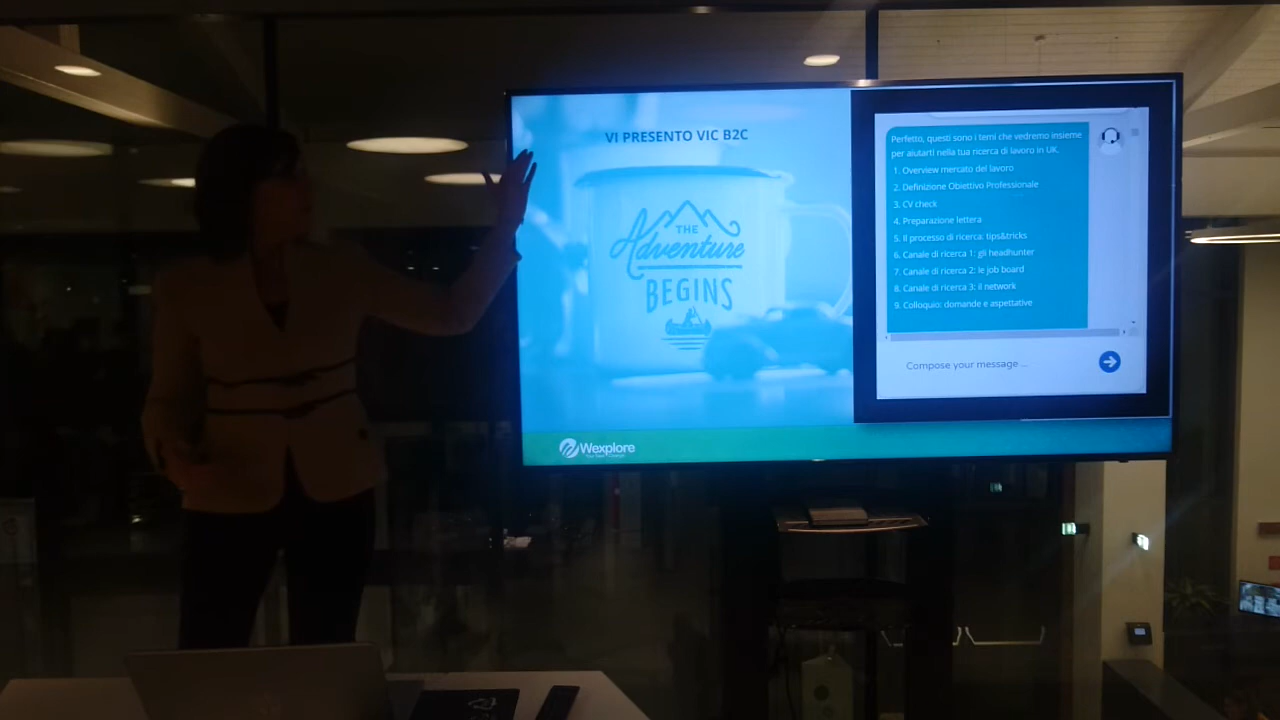 VI PRESENTO VIC B2C
THE
Adventure
BEGINS
Wexplore
Perfetto, questi sono i temi che vedremo insieme
per aiutarti nella tua ricerca di lavoro in UK.
1. Overview mercato del lavoro
2. Definizione Obiettivo Professionale
3. CV check
4. Preparazione lettera
5. Il processo di ricerca: tips&tricks
6. Canale di ricerca 1: gli headhunter
7. Canale di ricerca 2: le job board
8. Canale di ricerca 3: il network
9. Colloquio: domande e aspettative
Compose your message ...